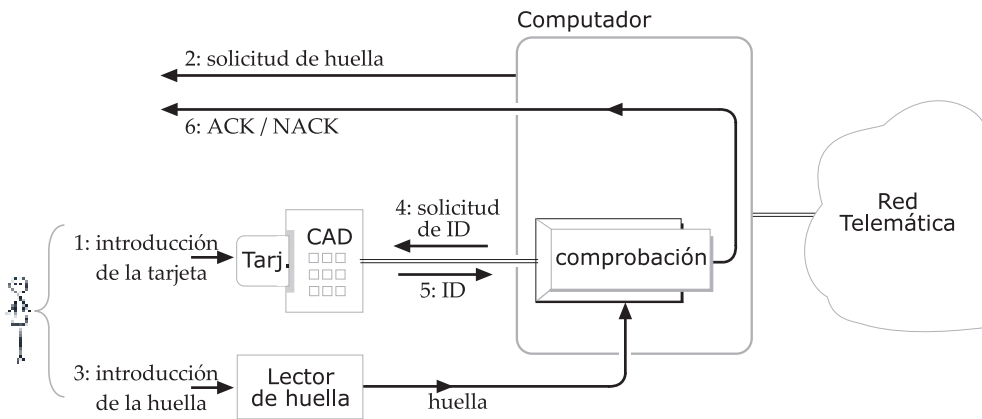 Computador
2: solicitud de huella
6: ACK / NACK
Red
Telemática
4: solicitud
de ID
1: introducción
de la tarjeta
Tarj.
CAD
comprobación
5: ID
3: introducción
de la huella
Lector
de huella
huella